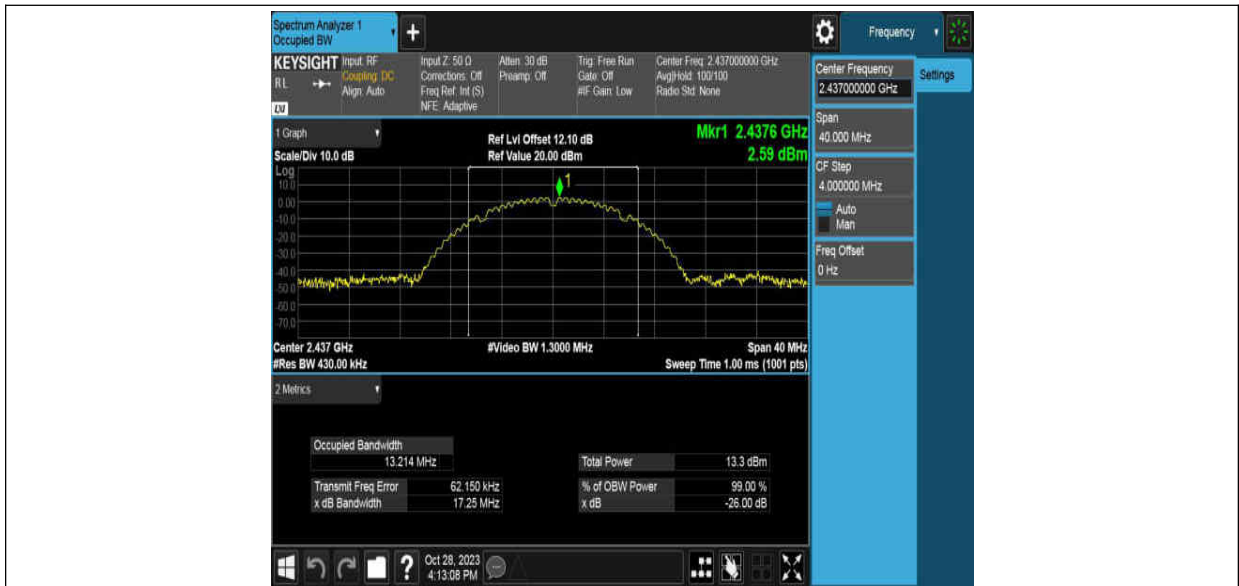 Spectrum Analyzer 1
Occupied BW
+
Frequency
KEYSIGHT
RL
LXI
Input: RF
Coupling: DC
Align: Auto
Input Z: 50 Ω
Corrections: Off
Freq Ref: Int (S)
NFE: Adaptive
Atten: 30 dB
Preamp: Off
Trig: Free Run
Gate: Off
#IF Gain: Low
Center Freq: 2.437000000 GHz
Avg|Hold: 100/100
Radio Std: None
Center Frequency
2.437000000 GHz
Settings
Span
40.000 MHz
CF Step
4.000000 MHz
Auto
Man
Freq Offset
0 Hz
1 Graph
Scale/Div 10.0 dB
Ref Lvl Offset 12.10 dB
Ref Value 20.00 dBm
Mkr1 2.4376 GHz
2.59 dBm
Log
10.0
0.00
-10.0
-20.0
-30.0
-40.0
-50.0
-60.0
-70.0
1
Center 2.437 GHz
#Video BW 1.3000 MHz
Span 40 MHz
#Res BW 430.00 kHz
Sweep Time 1.00 ms (1001 pts)
2 Metrics
Occupied Bandwidth
13.214 MHz
Total Power 13.3 dBm
Transmit Freq Error 62.150 kHz
% of OBW Power 99.00 %
x dB Bandwidth 17.25 MHz
x dB -26.00 dB
?
Oct 28, 2023
4:13:08 PM